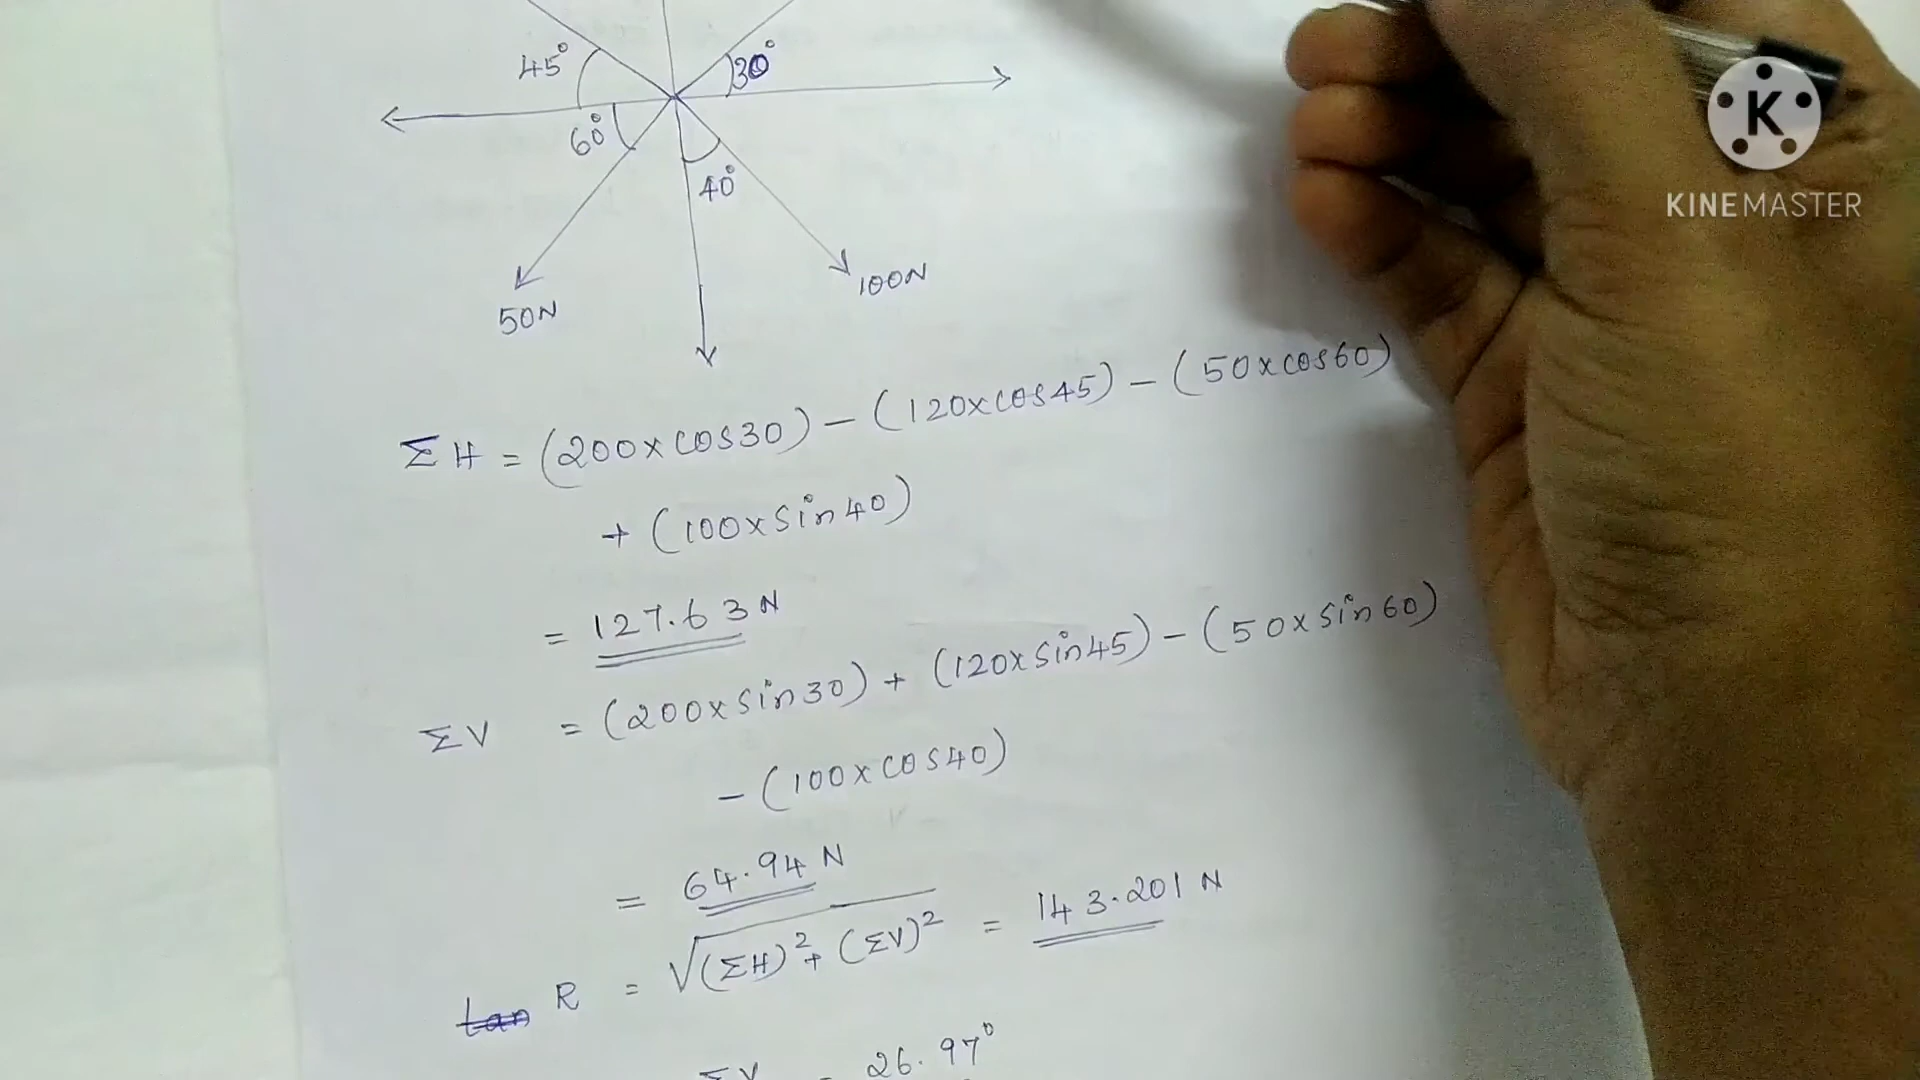 45° 30°
60°
40°
50N 100N
ΣH = (200×cos30) − (120×cos45) − (50×cos60)
+ (100×sin40)
= 127.63 N
ΣV = (200×sin30) + (120×sin45) − (50×sin60)
− (100×cos40)
= 64.94 N
tan R = √(ΣH)² + (ΣV)² = 143.201 N
ΣV = 26.97°
K
KINEMASTER